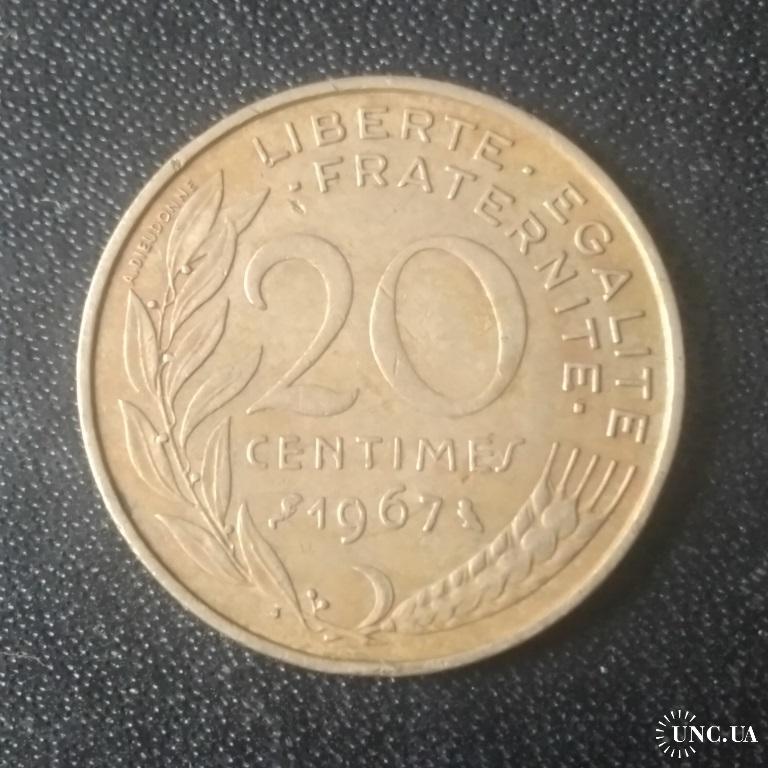 LIBERTE · EGALITE
· FRATERNITE ·
A.DIEUDONNE
20
CENTIMES
1967
UNC.UA